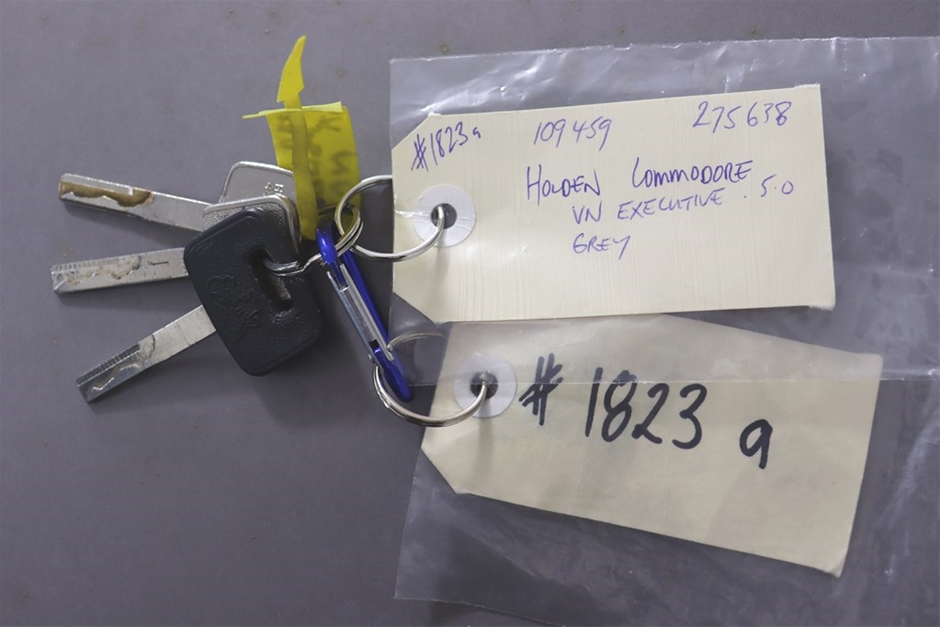 #1823a 109459 275638
HOLDEN COMMODORE
VN EXECUTIVE . 5.0
GREY
# 1823 a